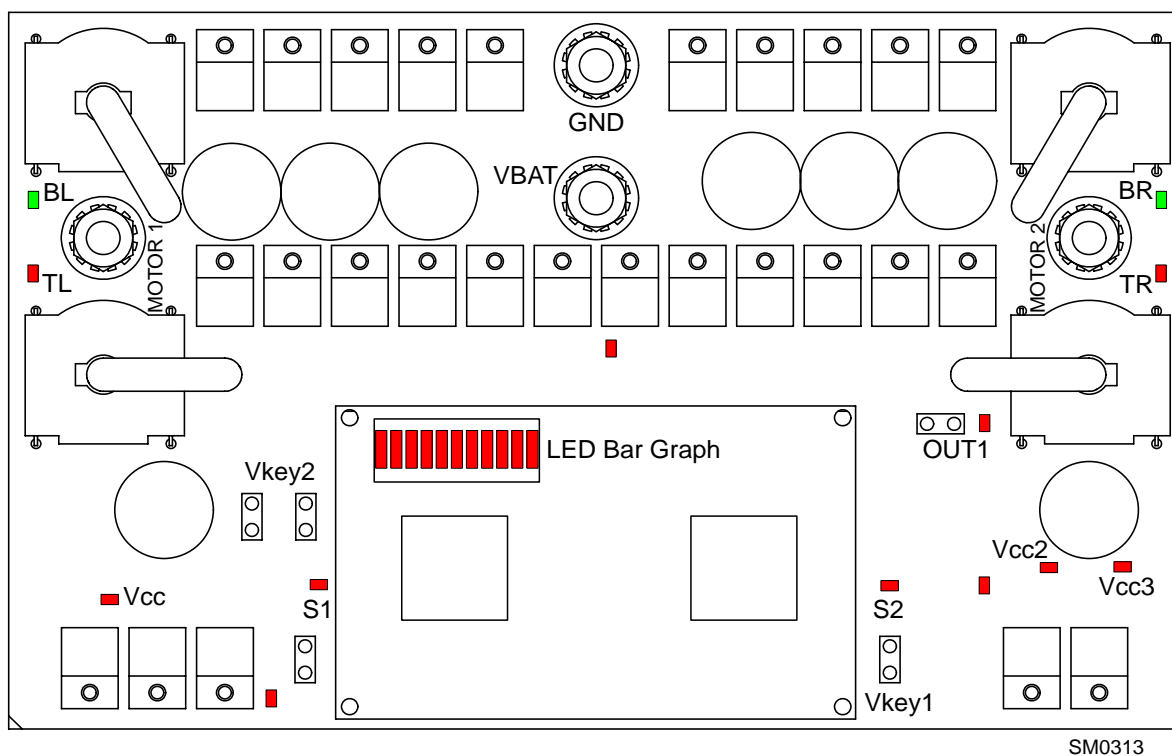 GND
VBAT
BL
BR
MOTOR 1
MOTOR 2
TL
TR
OUT1
LED Bar Graph
Vkey2
Vcc2
Vcc3
Vcc
S1
S2
Vkey1
SM0313